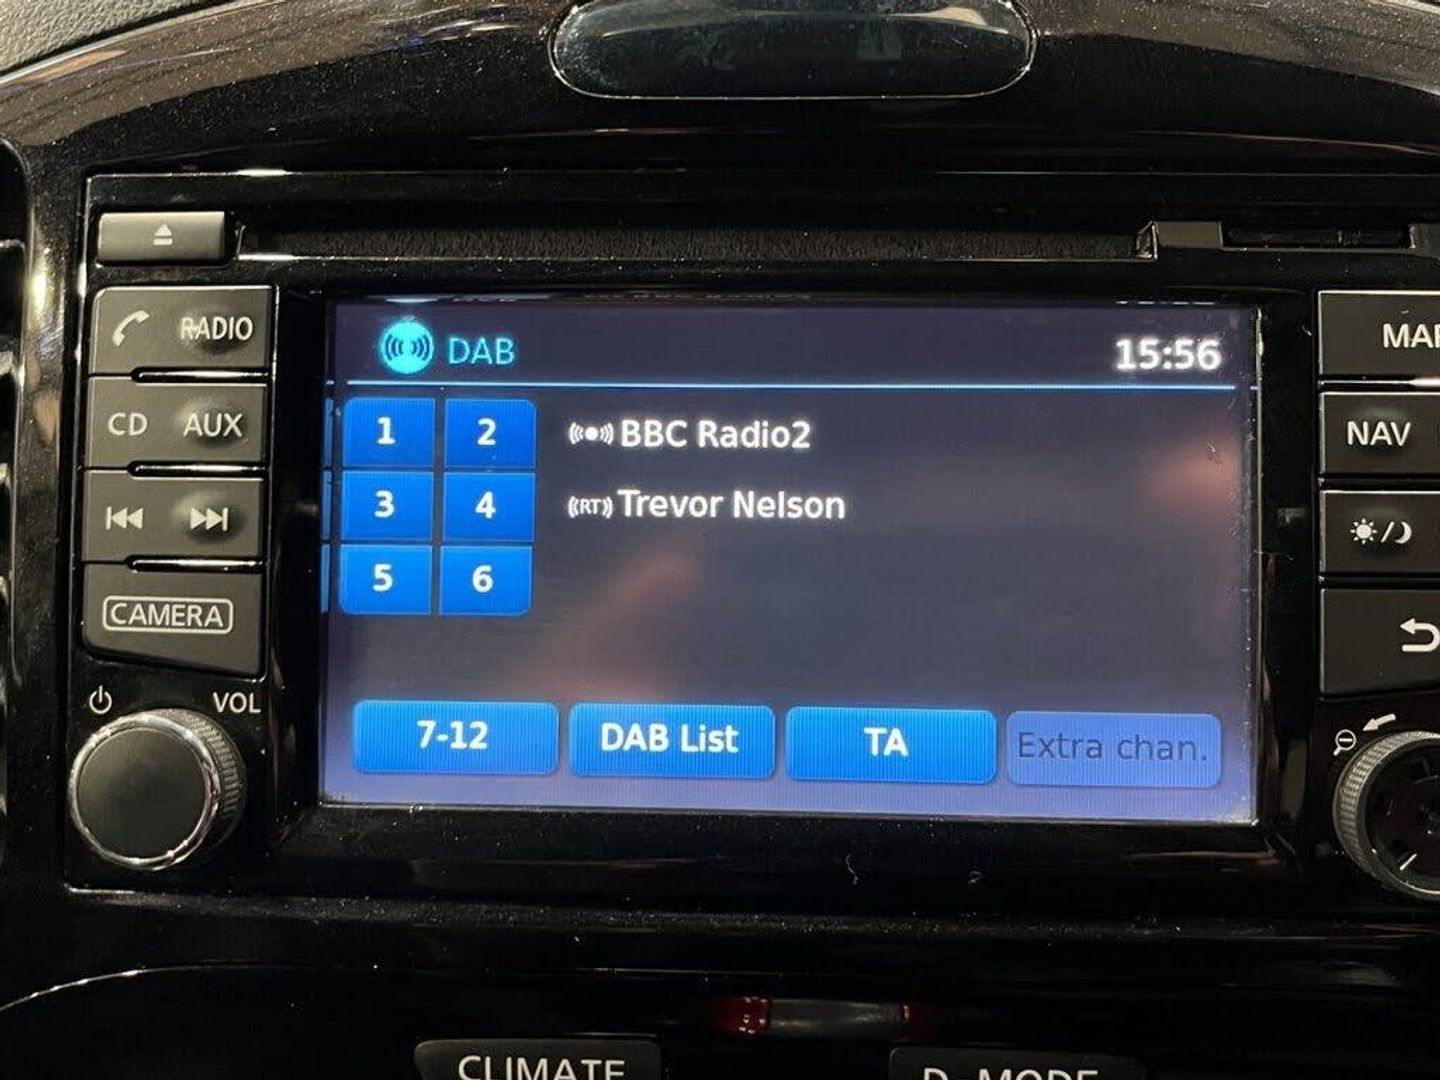 RADIO
CD AUX
CAMERA
VOL
DAB
15:56
1 2 ((•)) BBC Radio2
3 4 ((RT)) Trevor Nelson
5 6
7-12 DAB List TA Extra chan.
NAV
CLIMATE
D-MODE